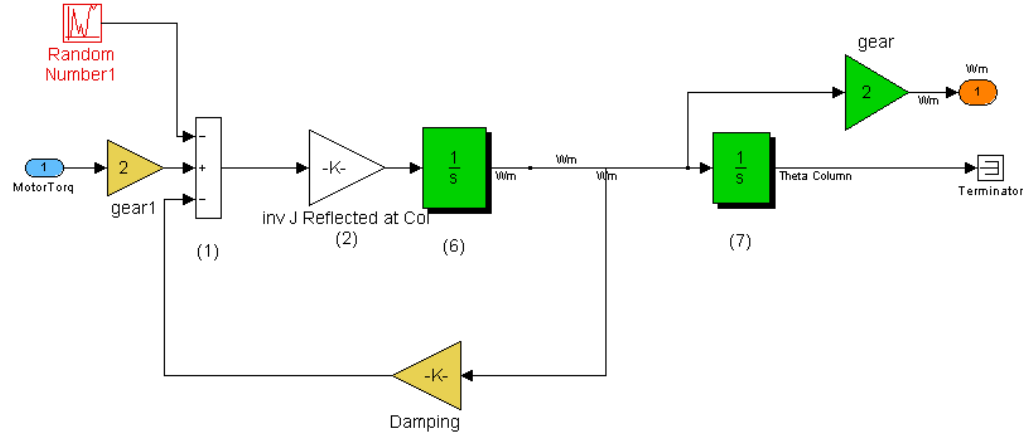 Random
Number1
gear
Wm
1
2
Wm
1
MotorTorq
2
gear1
−
+
−
-K-
inv J Reflected at Col
(2)
1
s
Wm
Wm
Wm
1
s
Theta Column
Terminator
(1)
(6)
(7)
-K-
Damping